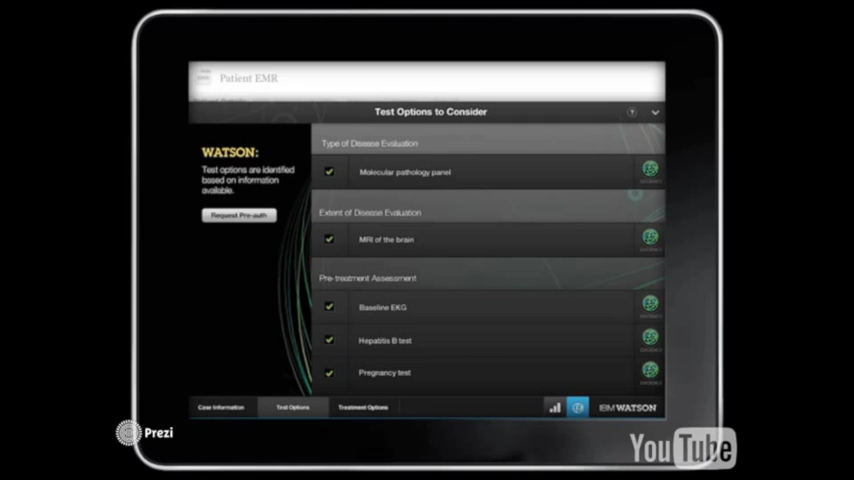 Patient EMR
Test Options to Consider
?
WATSON:
Test options are identified
based on information
available.
Request Pre-auth
Type of Disease Evaluation
Molecular pathology panel
Extent of Disease Evaluation
MRI of the brain
Pre-treatment Assessment
Baseline EKG
Hepatitis B test
Pregnancy test
Case Information
Test Options
Treatment Options
IBM WATSON
Prezi
YouTube